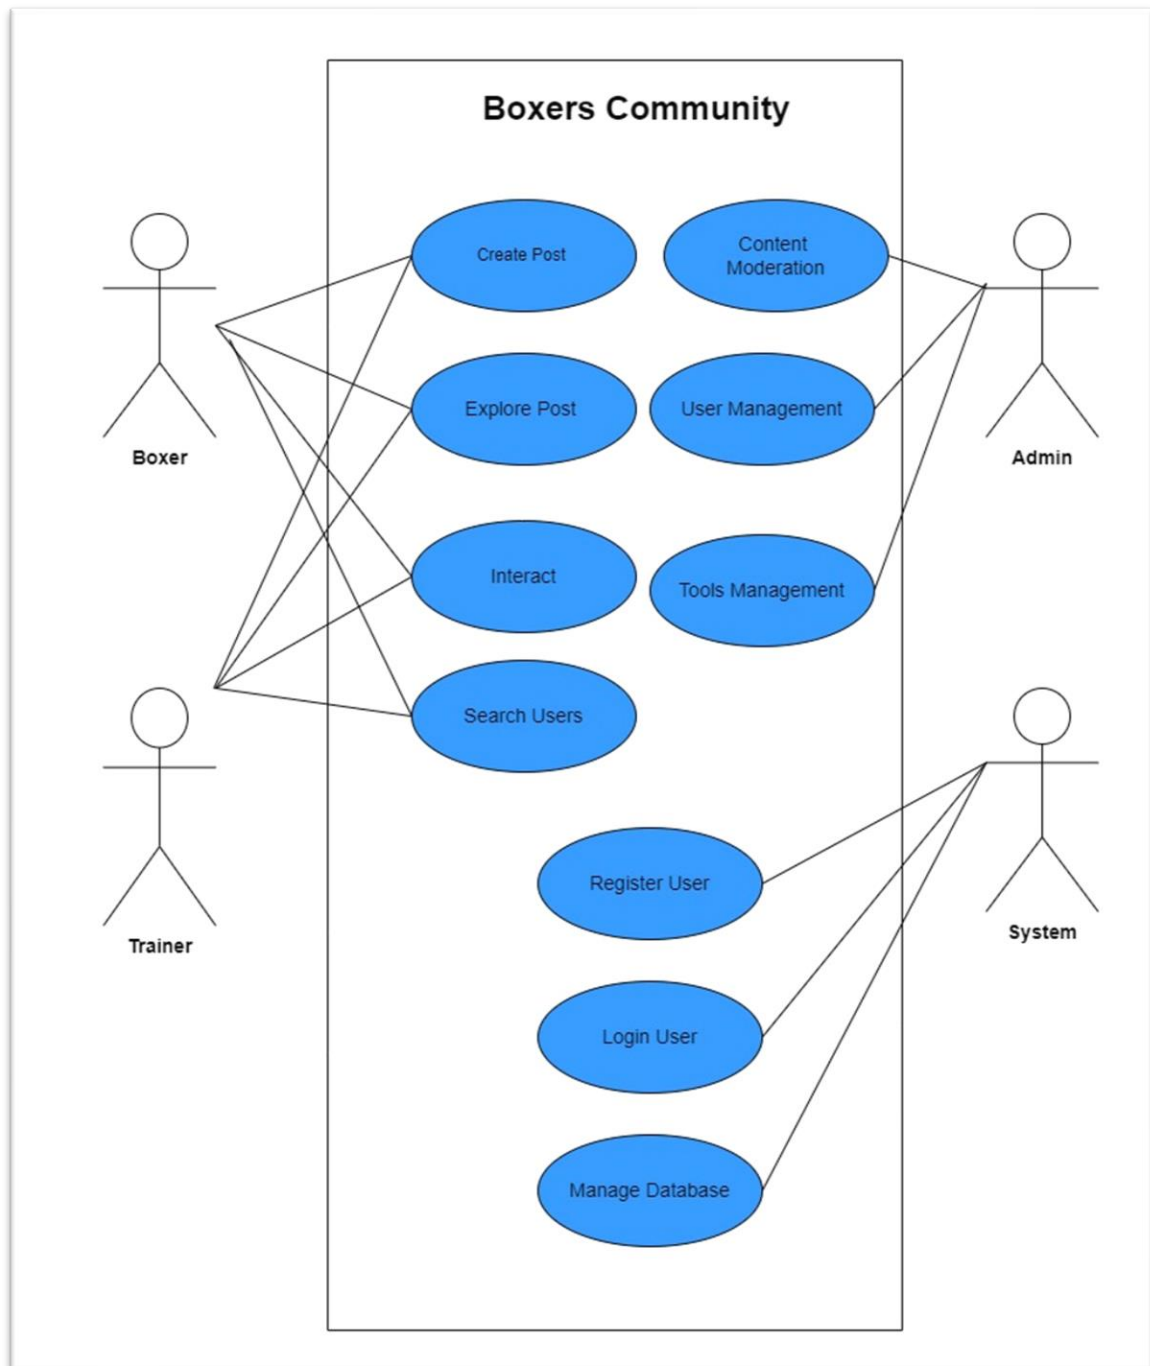 Boxers Community
Create Post
Content
Moderation
Explore Post
User Management
Boxer
Admin
Interact
Tools Management
Search Users
Register User
Trainer
System
Login User
Manage Database